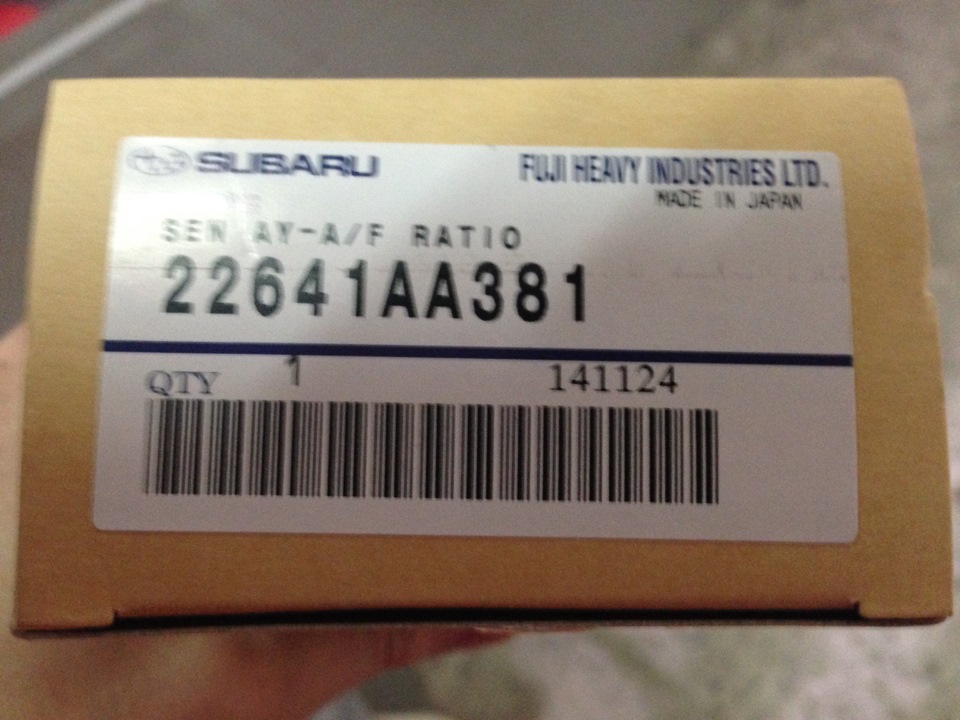 SUBARU
FUJI HEAVY INDUSTRIES LTD.
MADE IN JAPAN
SEN AY-A/F RATIO
22641AA381
QTY 1 141124